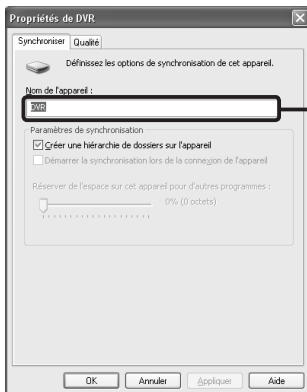 Propriétés de DVR
Synchroniser Qualité
Définissez les options de synchronisation de cet appareil.
Nom de l'appareil :
DVR
Paramètres de synchronisation
Créer une hiérarchie de dossiers sur l'appareil
Démarrer la synchronisation lors de la connexion de l'appareil
Réserver de l'espace sur cet appareil pour d'autres programmes :
0% (0 octets)
OK Annuler Appliquer Aide